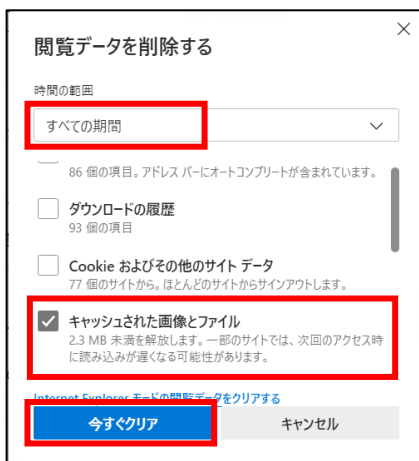 閲覧データを削除する
時間の範囲
すべての期間
86 個の項目。アドレス バーにオートコンプリートが含まれています。
ダウンロードの履歴
93 個の項目
Cookie およびその他のサイト データ
77 個のサイトから。ほとんどのサイトからサインアウトします。
キャッシュされた画像とファイル
2.3 MB 未満を解放します。一部のサイトでは、次回のアクセス時
に読み込みが遅くなる可能性があります。
Internet Explorer モードの閲覧データをクリアする
今すぐクリア
キャンセル